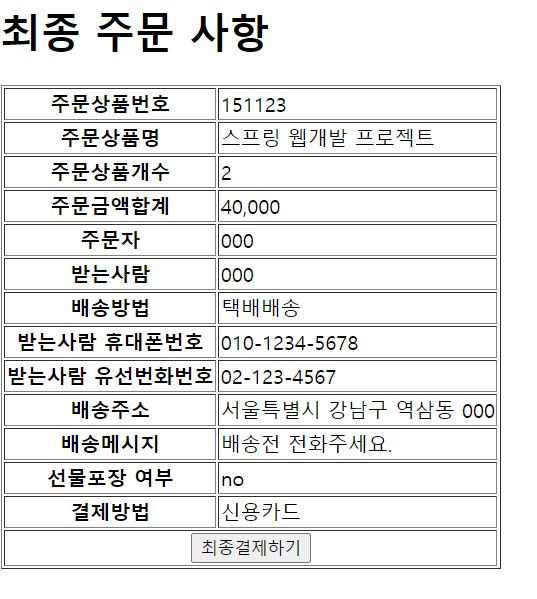 최종 주문 사항
주문상품번호 151123
주문상품명 스프링 웹개발 프로젝트
주문상품개수 2
주문금액합계 40,000
주문자 000
받는사람 000
배송방법 택배배송
받는사람 휴대폰번호 010-1234-5678
받는사람 유선번화번호 02-123-4567
배송주소 서울특별시 강남구 역삼동 000
배송메시지 배송전 전화주세요.
선물포장 여부 no
결제방법 신용카드
최종결제하기